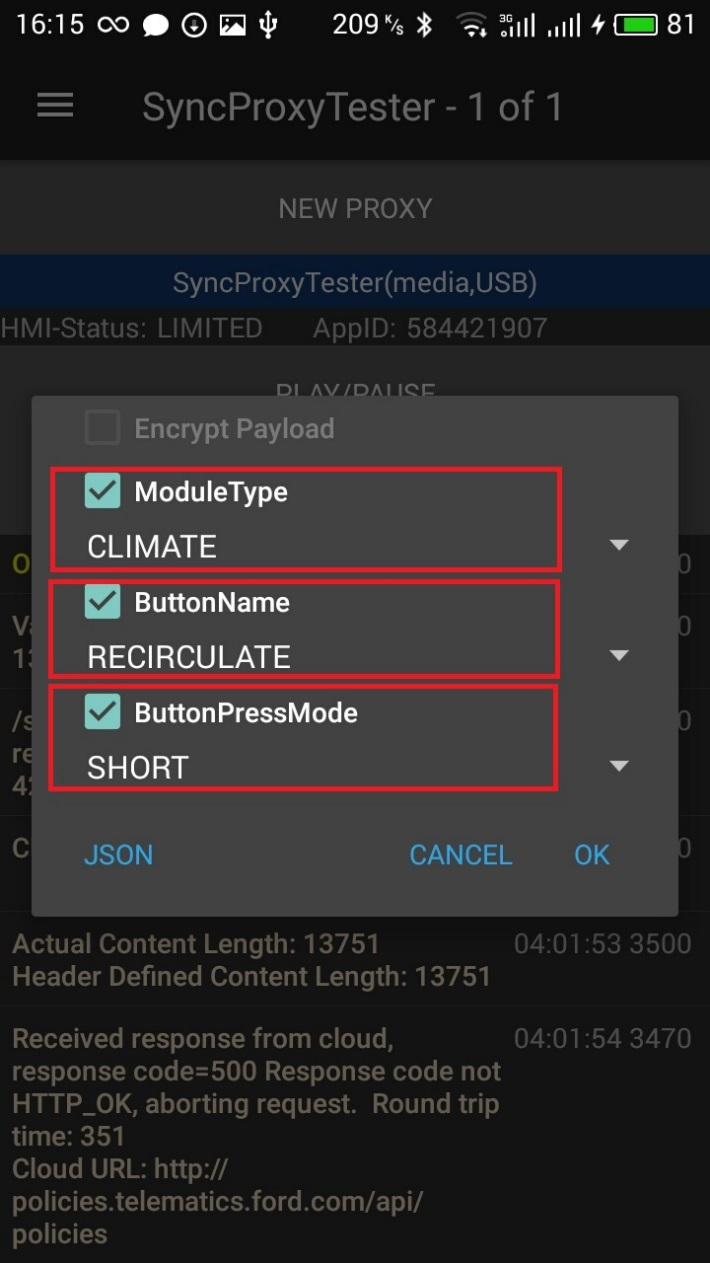 16:15 209 K/s 3G 81
SyncProxyTester - 1 of 1
NEW PROXY
SyncProxyTester(media,USB)
HMI-Status: LIMITED AppID: 584421907
PLAY/PAUSE
Encrypt Payload
ModuleType
CLIMATE
ButtonName
RECIRCULATE
ButtonPressMode
SHORT
JSON CANCEL OK
Actual Content Length: 13751 04:01:53 3500
Header Defined Content Length: 13751
Received response from cloud, 04:01:54 3470
response code=500 Response code not
HTTP_OK, aborting request. Round trip
time: 351
Cloud URL: http://
policies.telematics.ford.com/api/
policies